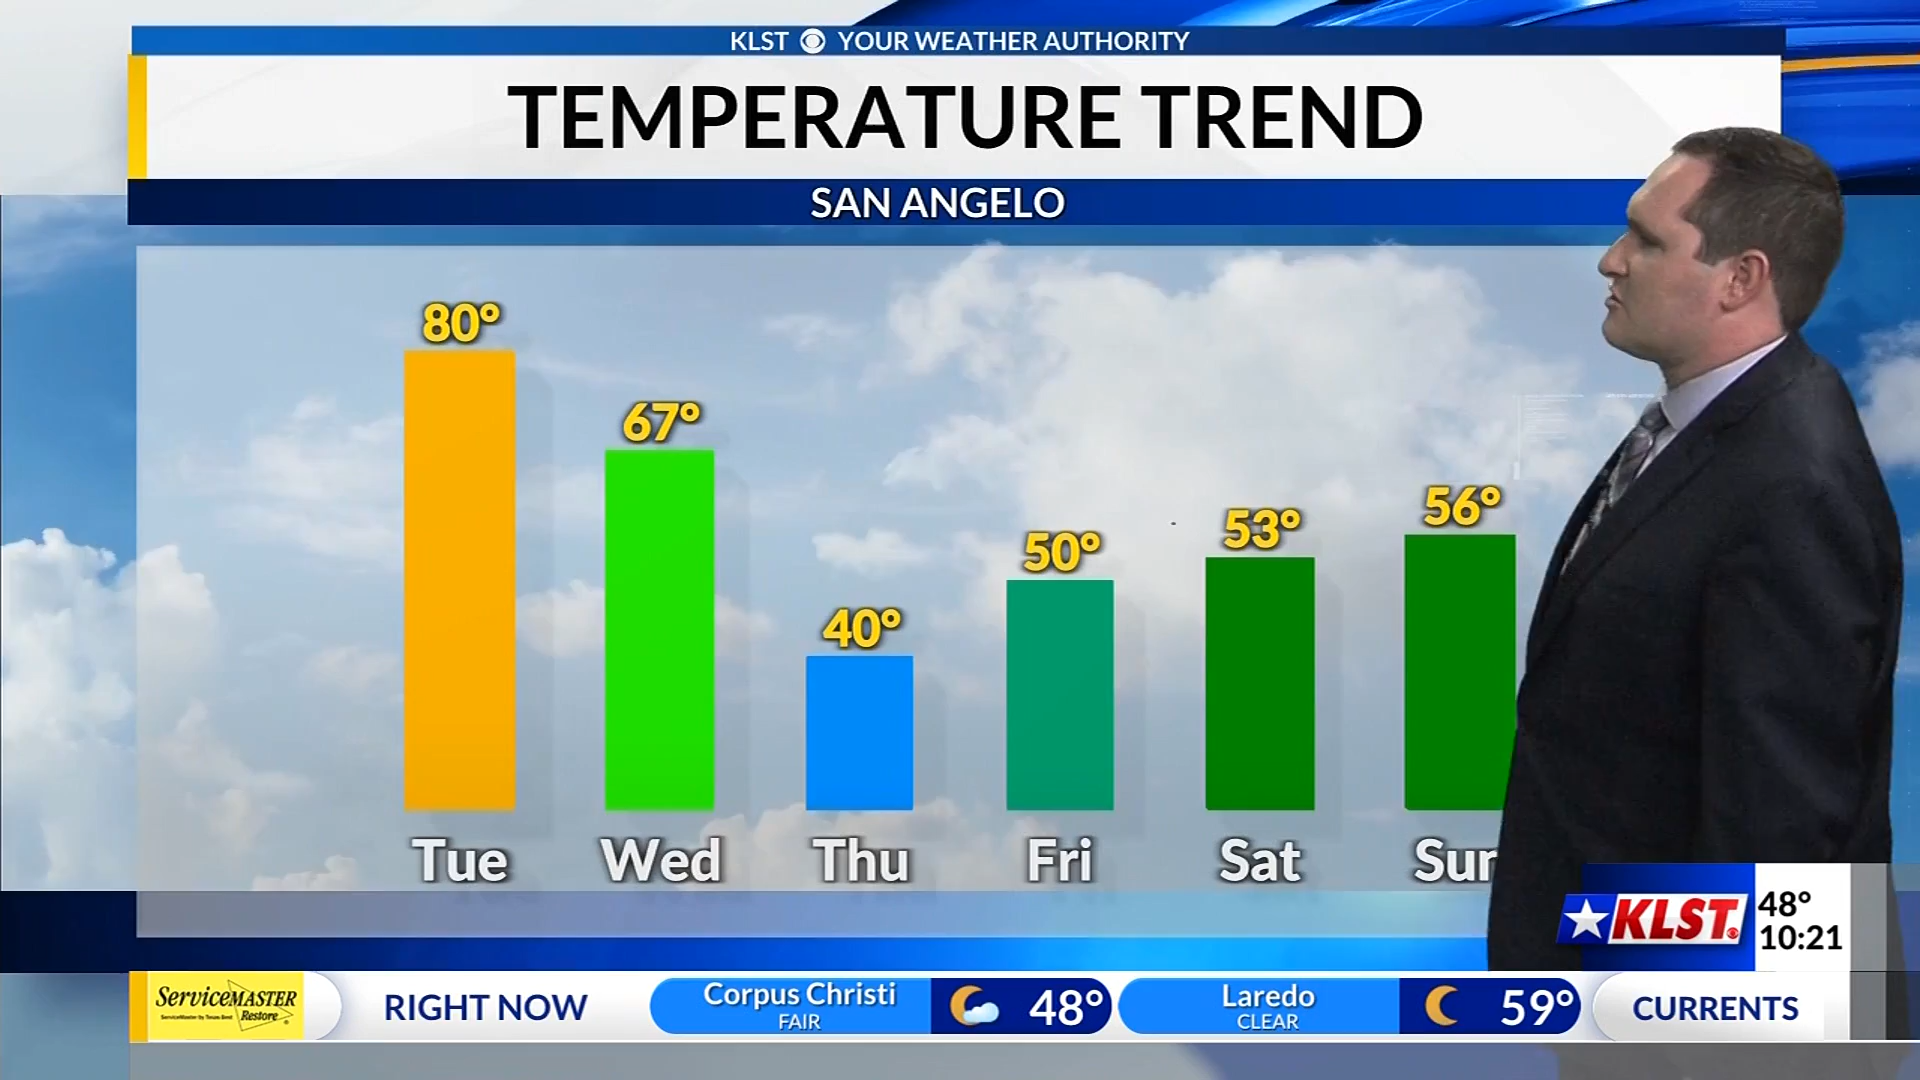 KLST YOUR WEATHER AUTHORITY
TEMPERATURE TREND
SAN ANGELO
80° 67° 40° 50° 53° 56°
Tue Wed Thu Fri Sat Sun
KLST.
48°
10:21
ServiceMASTER
Restore
RIGHT NOW
Corpus Christi
FAIR
48°
Laredo
CLEAR
59°
CURRENTS